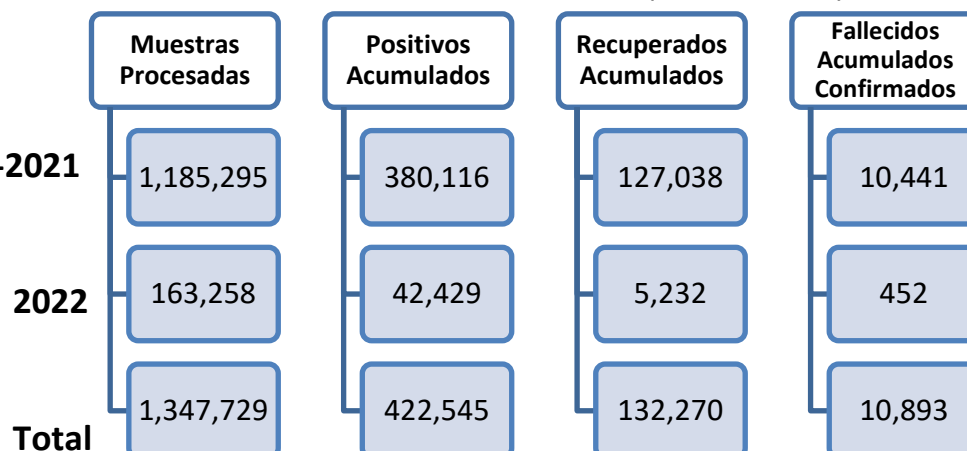 Muestras
Procesadas
Positivos
Acumulados
Recuperados
Acumulados
Fallecidos
Acumulados
Confirmados
-2021
1,185,295
380,116
127,038
10,441
2022
163,258
42,429
5,232
452
Total
1,347,729
422,545
132,270
10,893